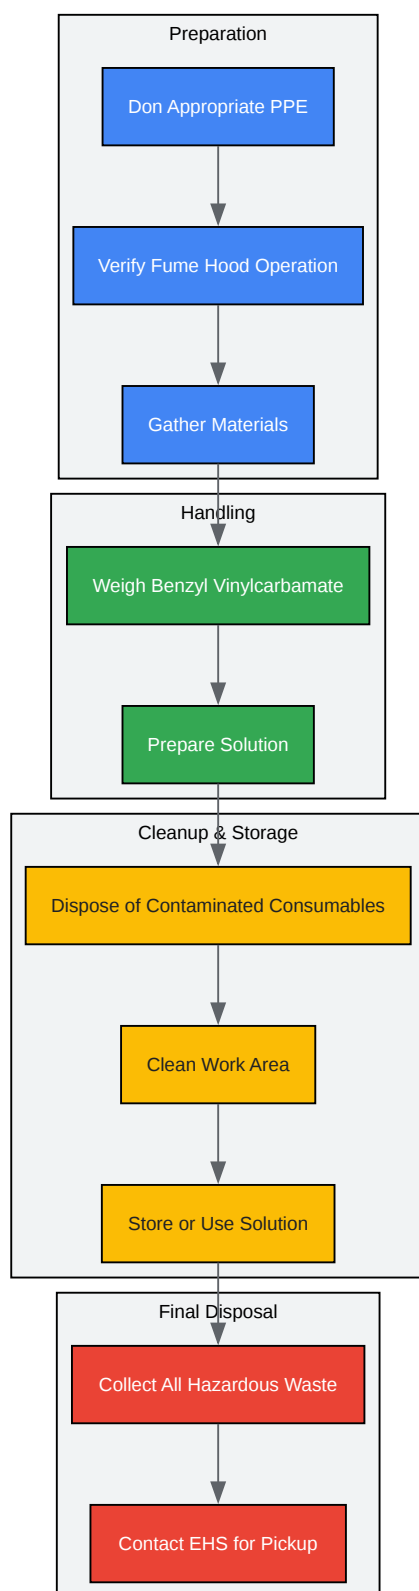 Preparation
Don Appropriate PPE
Verify Fume Hood Operation
Gather Materials
Handling
Weigh Benzyl Vinylcarbamate
Prepare Solution
Cleanup & Storage
Dispose of Contaminated Consumables
Clean Work Area
Store or Use Solution
Final Disposal
Collect All Hazardous Waste
Contact EHS for Pickup